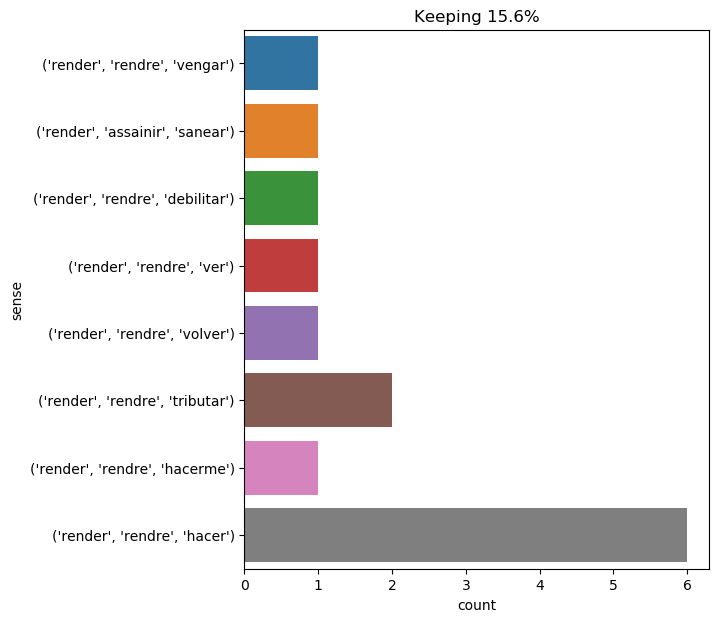 Keeping 15.6%
('render', 'rendre', 'vengar')
('render', 'assainir', 'sanear')
('render', 'rendre', 'debilitar')
('render', 'rendre', 'ver')
('render', 'rendre', 'volver')
('render', 'rendre', 'tributar')
('render', 'rendre', 'hacerme')
('render', 'rendre', 'hacer')
sense
0 1 2 3 4 5 6
count